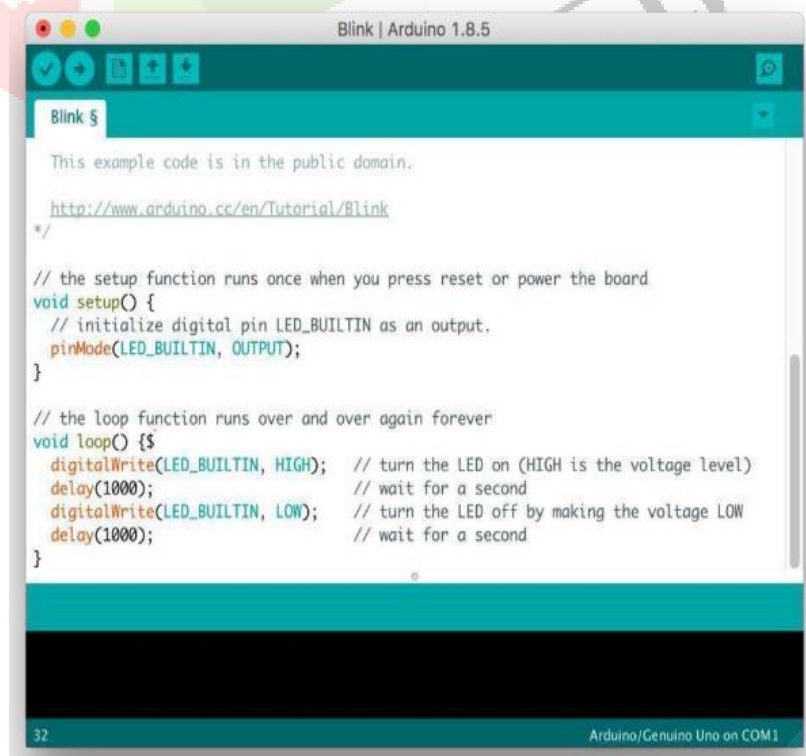 Blink | Arduino 1.8.5
Blink §
This example code is in the public domain.
http://www.arduino.cc/en/Tutorial/Blink
*/
// the setup function runs once when you press reset or power the board
void setup() {
  // initialize digital pin LED_BUILTIN as an output.
  pinMode(LED_BUILTIN, OUTPUT);
}
// the loop function runs over and over again forever
void loop() {$
  digitalWrite(LED_BUILTIN, HIGH);   // turn the LED on (HIGH is the voltage level)
  delay(1000);                       // wait for a second
  digitalWrite(LED_BUILTIN, LOW);    // turn the LED off by making the voltage LOW
  delay(1000);                       // wait for a second
}
32 Arduino/Genuino Uno on COM1